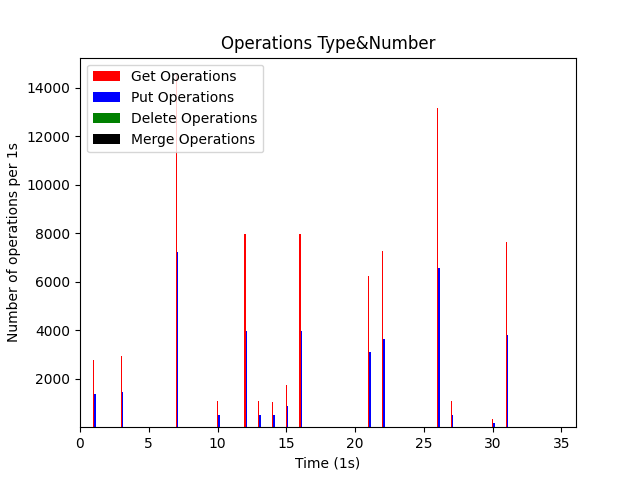 Operations Type&Number
Get Operations
Put Operations
Delete Operations
Merge Operations
Number of operations per 1s
14000
12000
10000
8000
6000
4000
2000
0 5 10 15 20 25 30 35
Time (1s)